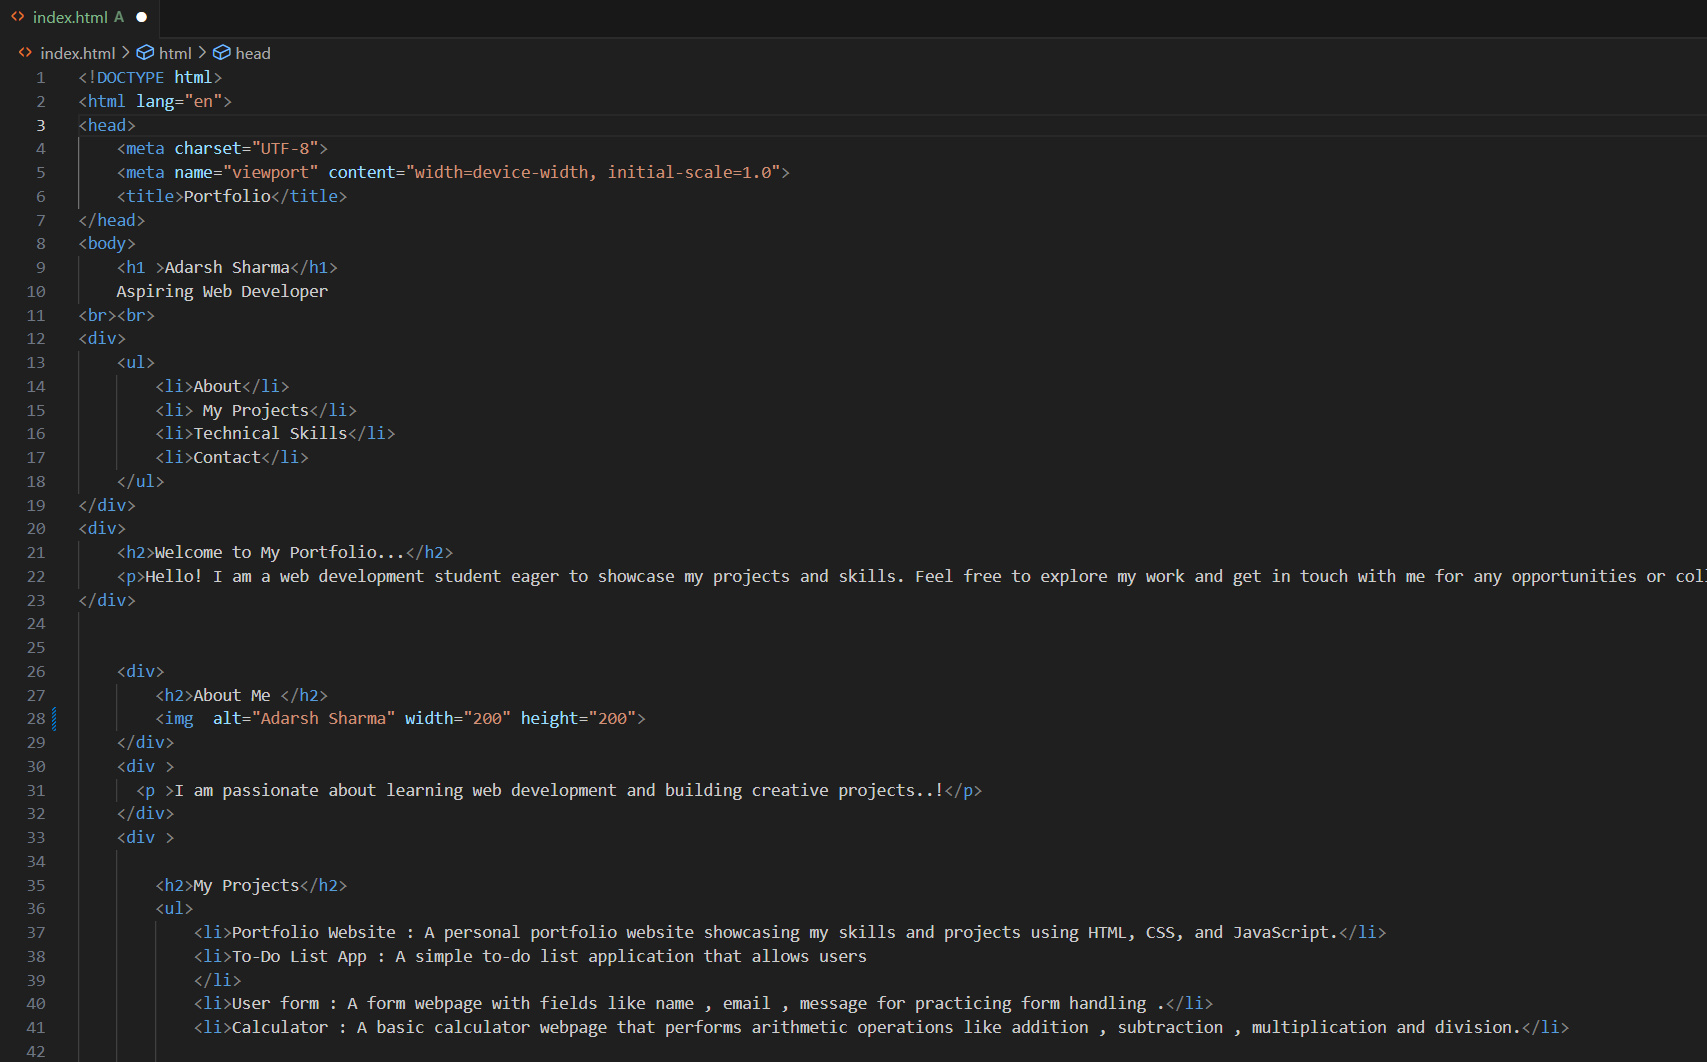 index.html A
index.html > html > head
1 <!DOCTYPE html>
2 <html lang="en">
3 <head>
4 <meta charset="UTF-8">
5 <meta name="viewport" content="width=device-width, initial-scale=1.0">
6 <title>Portfolio</title>
7 </head>
8 <body>
9 <h1 >Adarsh Sharma</h1>
10 Aspiring Web Developer
11 <br><br>
12 <div>
13 <ul>
14 <li>About</li>
15 <li> My Projects</li>
16 <li>Technical Skills</li>
17 <li>Contact</li>
18 </ul>
19 </div>
20 <div>
21 <h2>Welcome to My Portfolio...</h2>
22 <p>Hello! I am a web development student eager to showcase my projects and skills. Feel free to explore my work and get in touch with me for any opportunities or col
23 </div>
24
25
26 <div>
27 <h2>About Me </h2>
28 <img  alt="Adarsh Sharma" width="200" height="200">
29 </div>
30 <div >
31 <p >I am passionate about learning web development and building creative projects..!</p>
32 </div>
33 <div >
34
35 <h2>My Projects</h2>
36 <ul>
37 <li>Portfolio Website : A personal portfolio website showcasing my skills and projects using HTML, CSS, and JavaScript.</li>
38 <li>To-Do List App : A simple to-do list application that allows users
39 </li>
40 <li>User form : A form webpage with fields like name , email , message for practicing form handling .</li>
41 <li>Calculator : A basic calculator webpage that performs arithmetic operations like addition , subtraction , multiplication and division.</li>
42